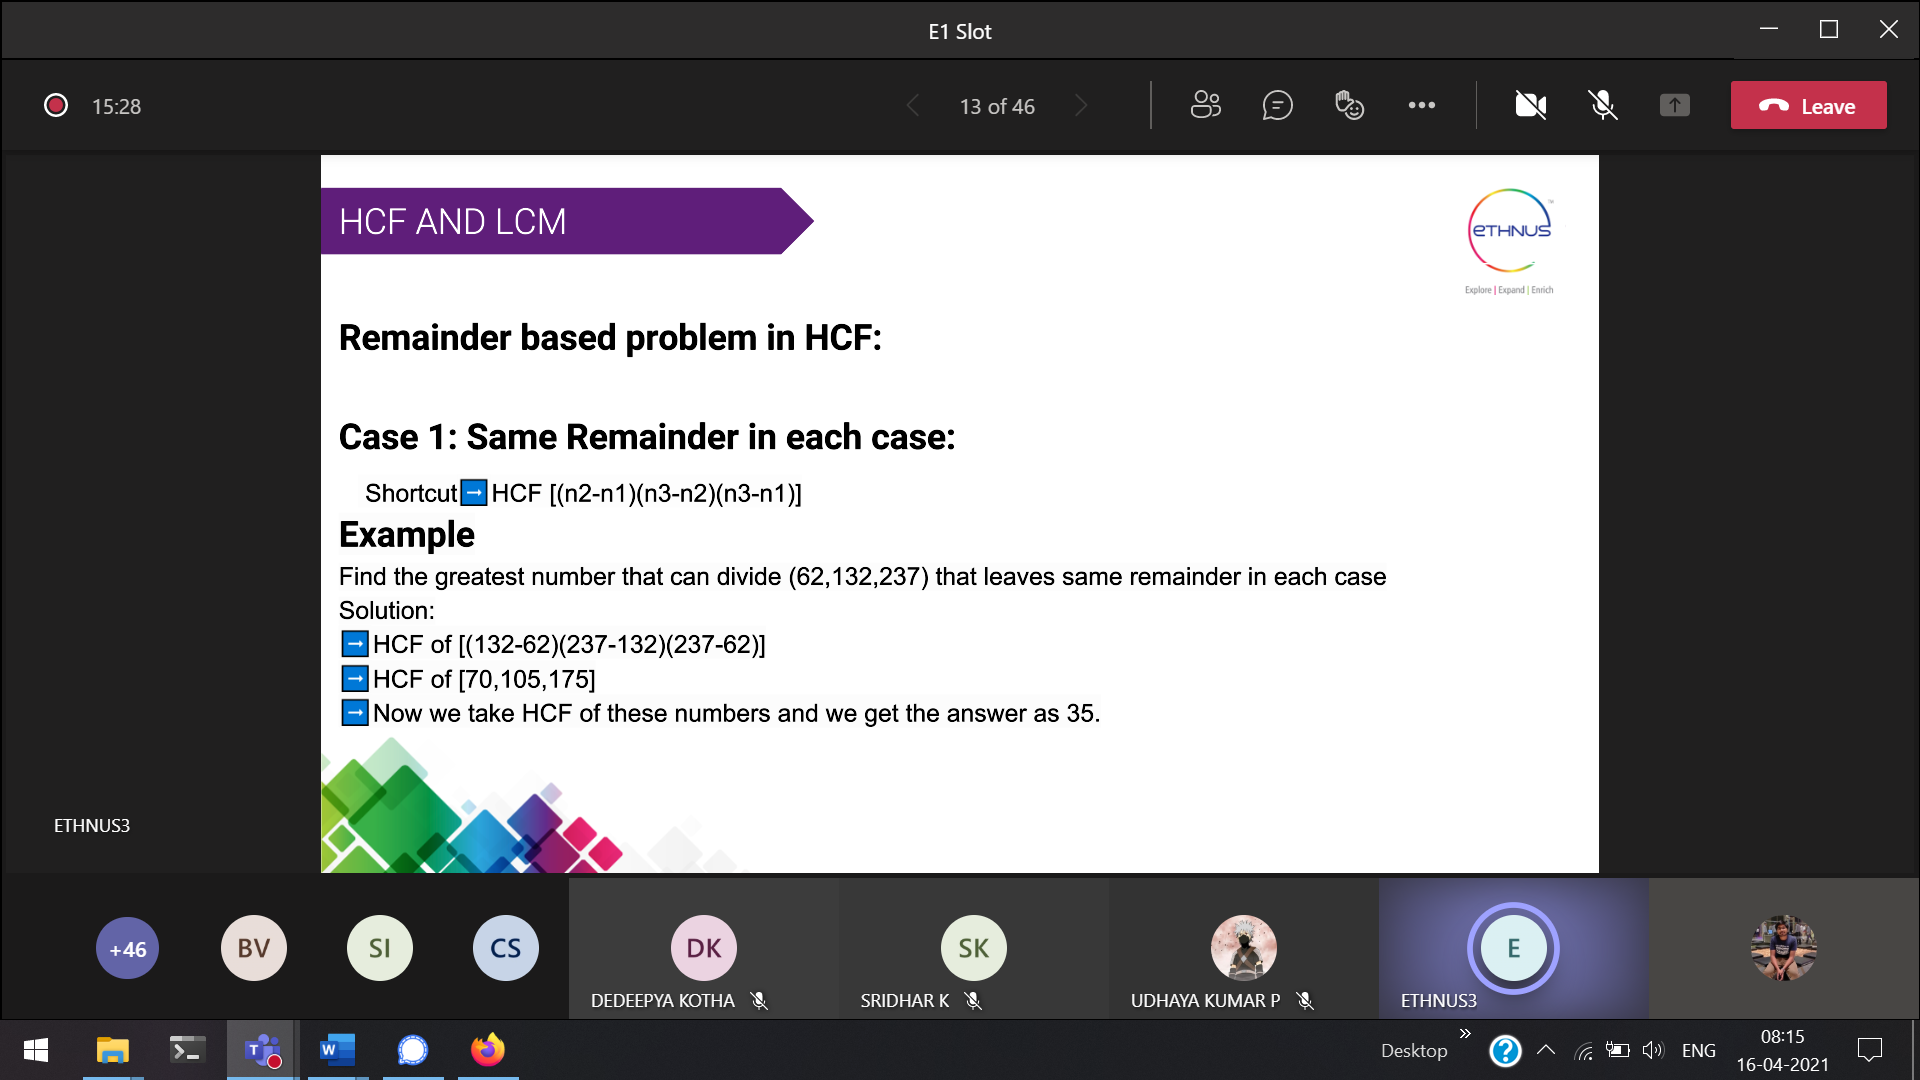 E1 Slot
15:28
13 of 46
Leave
HCF AND LCM
eTHNUS
TM
Explore | Expand | Enrich
Remainder based problem in HCF:
Case 1: Same Remainder in each case:
Shortcut➡HCF [(n2-n1)(n3-n2)(n3-n1)]
Example
Find the greatest number that can divide (62,132,237) that leaves same remainder in each case
Solution:
➡HCF of [(132-62)(237-132)(237-62)]
➡HCF of [70,105,175]
➡Now we take HCF of these numbers and we get the answer as 35.
ETHNUS3
+46
BV
SI
CS
DK
DEDEEPYA KOTHA
SK
SRIDHAR K
UDHAYA KUMAR P
E
ETHNUS3
T
W
Desktop
»
?
ENG
08:15
16-04-2021